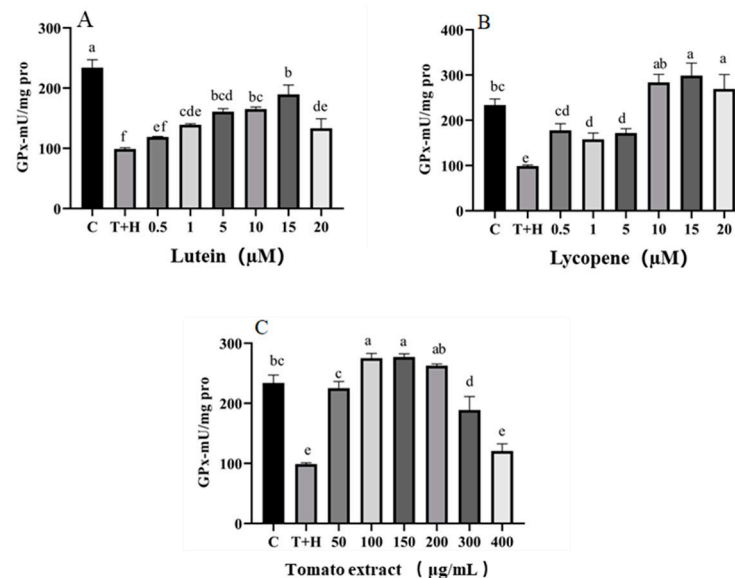 A
GPx-mU/mg pro
300
200
100
0
a
f
ef
cde
bcd
bc
b
de
C T+H 0.5 1 5 10 15 20
Lutein (μM)
B
GPx-mU/mg pro
400
300
200
100
0
bc
e
cd
d
d
ab
a
a
C T+H 0.5 1 5 10 15 20
Lycopene (μM)
C
GPx-mU/mg pro
300
200
100
0
bc
e
c
a
a
ab
d
e
C T+H 50 100 150 200 300 400
Tomato extract ( μg/mL)